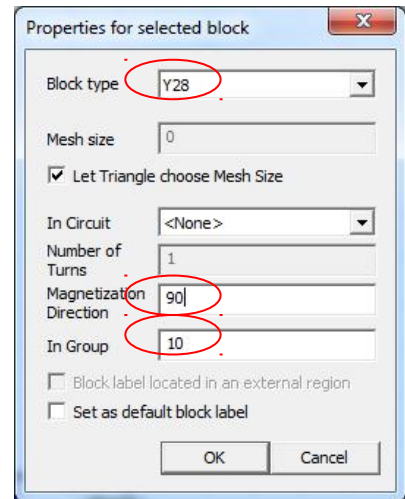 Properties for selected block
Block type Y28
Mesh size 0
Let Triangle choose Mesh Size
In Circuit <None>
Number of
Turns 1
Magnetization
Direction 90
In Group 10
Block label located in an external region
Set as default block label
OK Cancel